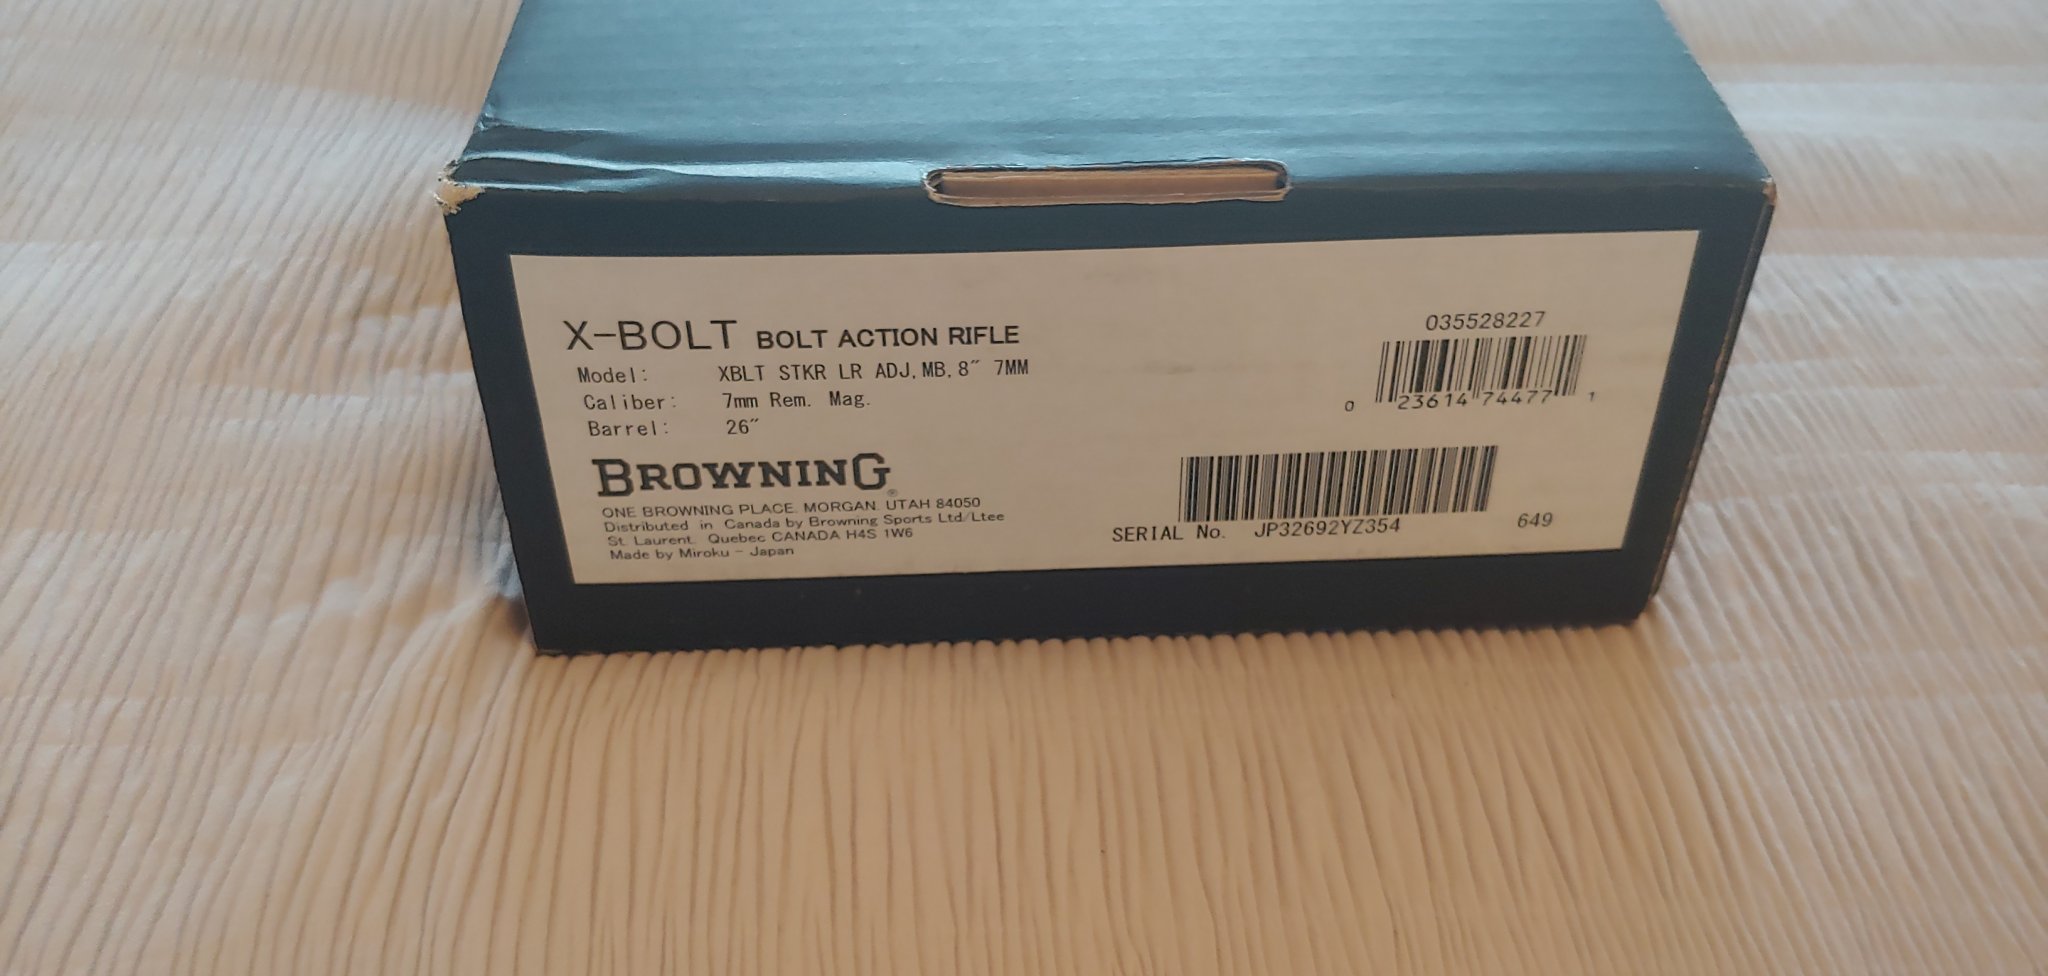 X-BOLT BOLT ACTION RIFLE
Model: XBLT STKR LR ADJ,MB,8" 7MM
Caliber: 7mm Rem. Mag.
Barrel: 26"
BROWNING®
ONE BROWNING PLACE. MORGAN. UTAH 84050
Distributed in Canada by Browning Sports Ltd/Ltee
St. Laurent. Quebec CANADA H4S 1W6
Made by Miroku - Japan
035528227
0 23614 74477 1
SERIAL No. JP32692YZ354
649